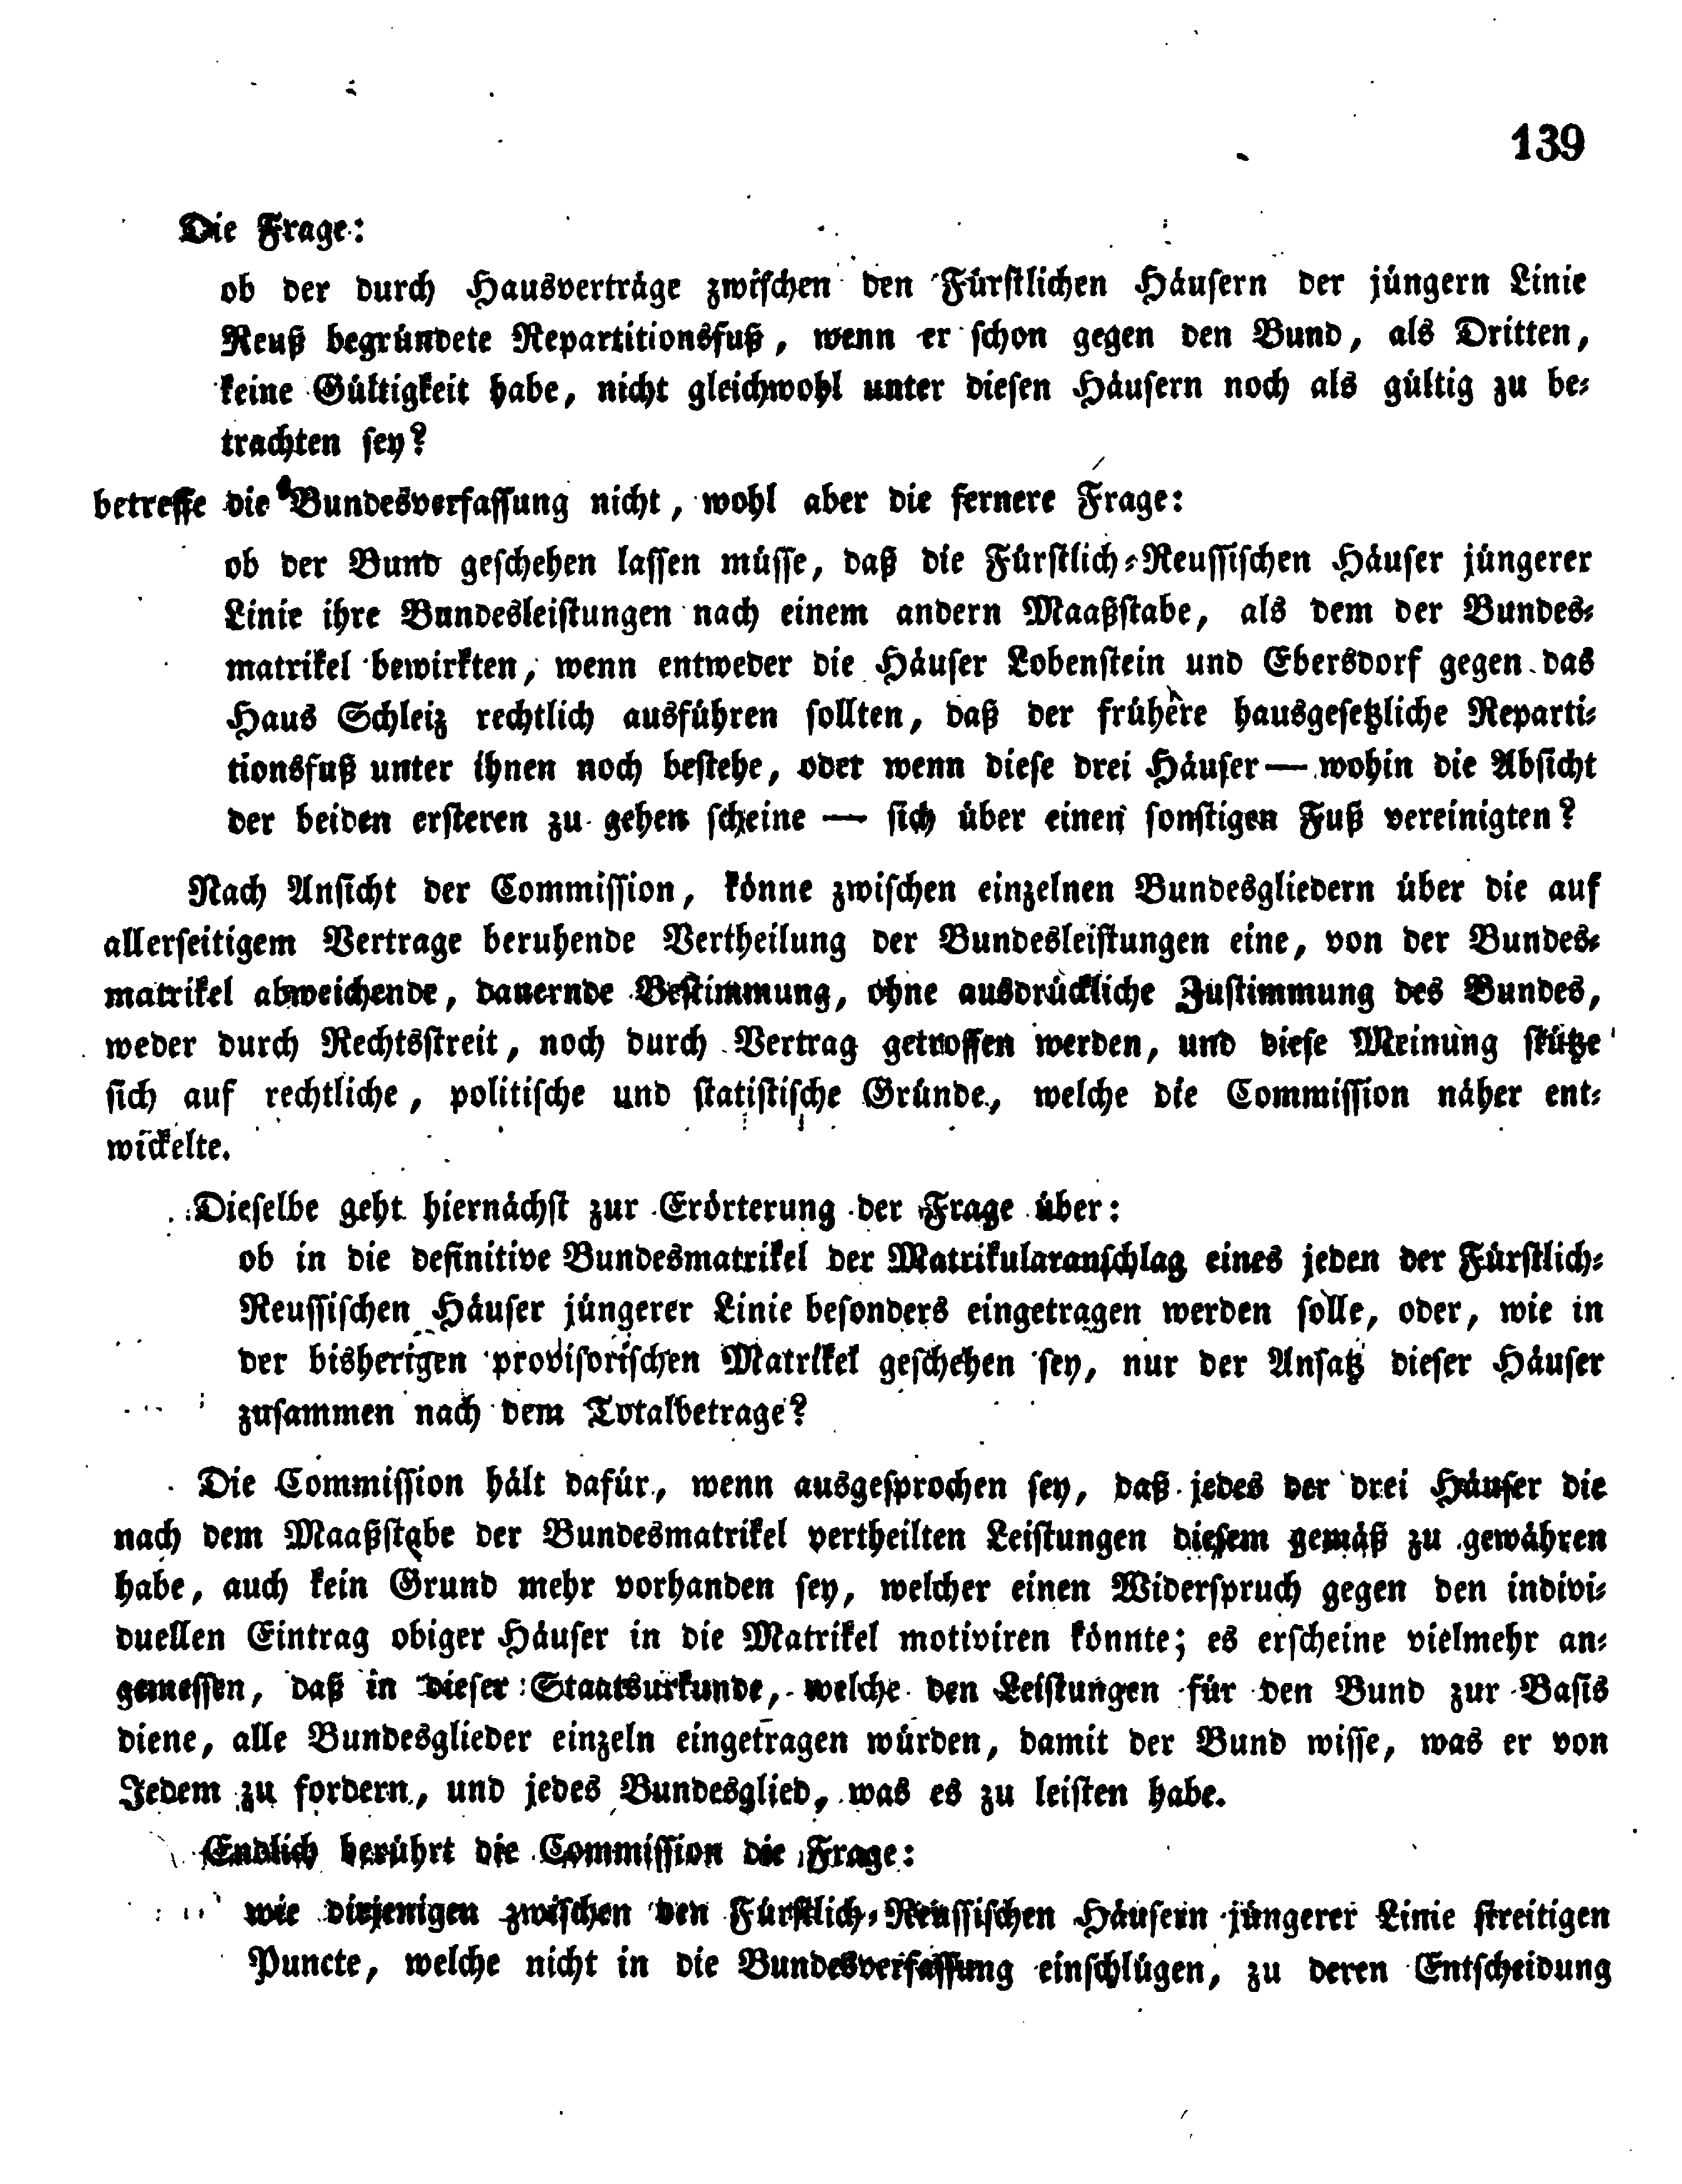 139
Die Frage:
ob der durch Hausverträge zwischen den Fürstlichen Häusern der jüngern Linie
Reuß begründete Repartitionsfuß, wenn er schon gegen den Bund, als Dritten,
keine Gültigkeit habe, nicht gleichwohl unter diesen Häusern noch als gültig zu be-
trachten sey?
betreffe die Bundesverfassung nicht, wohl aber die fernere Frage:
ob der Bund geschehen lassen müsse, daß die Fürstlich-Reussischen Häuser jüngerer
Linie ihre Bundesleistungen nach einem andern Maaßstabe, als dem der Bundes-
matrikel bewirkten, wenn entweder die Häuser Lobenstein und Ebersdorf gegen das
Haus Schleiz rechtlich ausführen sollten, daß der frühere hausgesetzliche Reparti-
tionsfuß unter ihnen noch bestehe, oder wenn diese drei Häuser — wohin die Absicht
der beiden ersteren zu gehen scheine — sich über einen sonstigen Fuß vereinigten?
Nach Ansicht der Commission, könne zwischen einzelnen Bundesgliedern über die auf
allerseitigem Vertrage beruhende Vertheilung der Bundesleistungen eine, von der Bundes-
matrikel abweichende, dauernde Bestimmung, ohne ausdrückliche Zustimmung des Bundes,
weder durch Rechtsstreit, noch durch Vertrag getroffen werden, und diese Meinung stütze
sich auf rechtliche, politische und statistische Gründe, welche die Commission näher ent-
wickelte.
Dieselbe geht hiernächst zur Erörterung der Frage über:
ob in die definitive Bundesmatrikel der Matrikularanschlag eines jeden der Fürstlich-
Reussischen Häuser jüngerer Linie besonders eingetragen werden solle, oder, wie in
der bisherigen provisorischen Matrikel geschehen sey, nur der Ansatz dieser Häuser
zusammen nach dem Totalbetrage?
Die Commission hält dafür, wenn ausgesprochen sey, daß jedes der drei Häuser die
nach dem Maaßstabe der Bundesmatrikel vertheilten Leistungen diesem gemäß zu gewähren
habe, auch kein Grund mehr vorhanden sey, welcher einen Widerspruch gegen den indivi-
duellen Eintrag obiger Häuser in die Matrikel motiviren könnte; es erscheine vielmehr an-
gemessen, daß in dieser Staatsurkunde, welche den Leistungen für den Bund zur Basis
diene, alle Bundesglieder einzeln eingetragen würden, damit der Bund wisse, was er von
Jedem zu fordern, und jedes Bundesglied, was es zu leisten habe.
Endlich berührt die Commission die Frage:
wie diejenigen zwischen den Fürstlich-Reussischen Häusern jüngerer Linie streitigen
Puncte, welche nicht in die Bundesverfassung einschlügen, zu deren Entscheidung